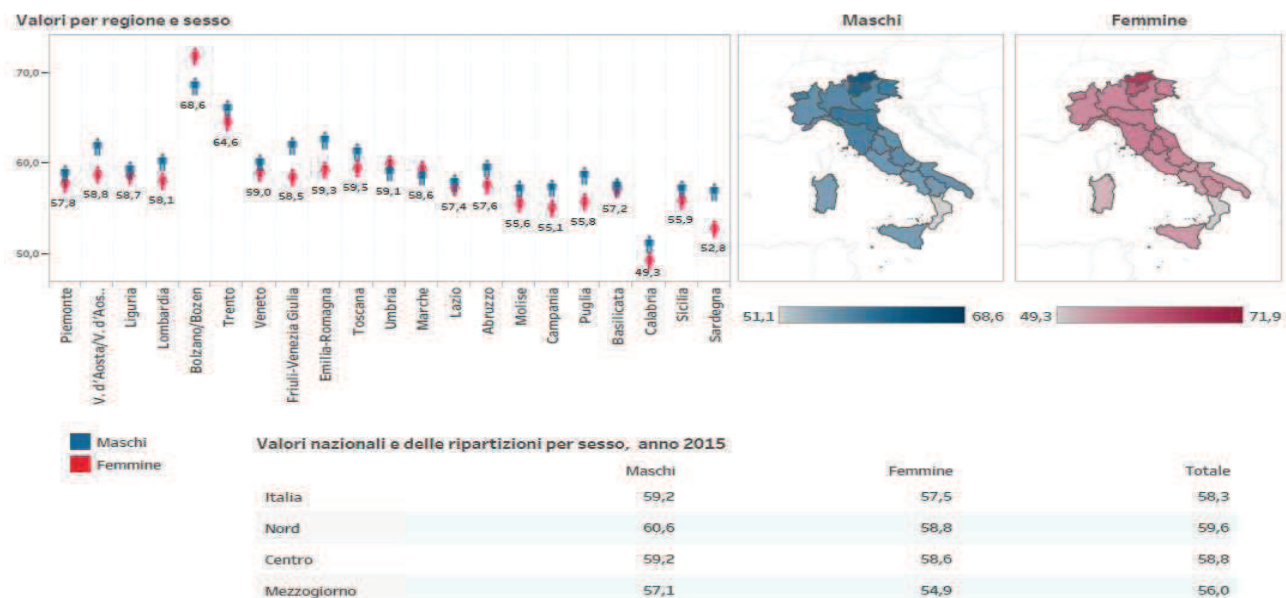 Valori per regione e sesso
Maschi
Femmine
70,0
60,0
50,0
57,8
58,8
58,7
58,1
68,6
64,6
59,0
58,5
59,3
59,5
59,1
58,6
57,4
57,6
55,6
55,1
55,8
57,2
49,3
55,9
52,8
Piemonte
V. d'Aosta/V. d'Aos..
Liguria
Lombardia
Bolzano/Bozen
Trento
Veneto
Friuli-Venezia Giulia
Emilia-Romagna
Toscana
Umbria
Marche
Lazio
Abruzzo
Molise
Campania
Puglia
Basilicata
Calabria
Sicilia
Sardegna
51,1 68,6
49,3 71,9
Maschi
Femmine
Valori nazionali e delle ripartizioni per sesso, anno 2015
Maschi Femmine Totale
Italia 59,2 57,5 58,3
Nord 60,6 58,8 59,6
Centro 59,2 58,6 58,8
Mezzogiorno 57,1 54,9 56,0